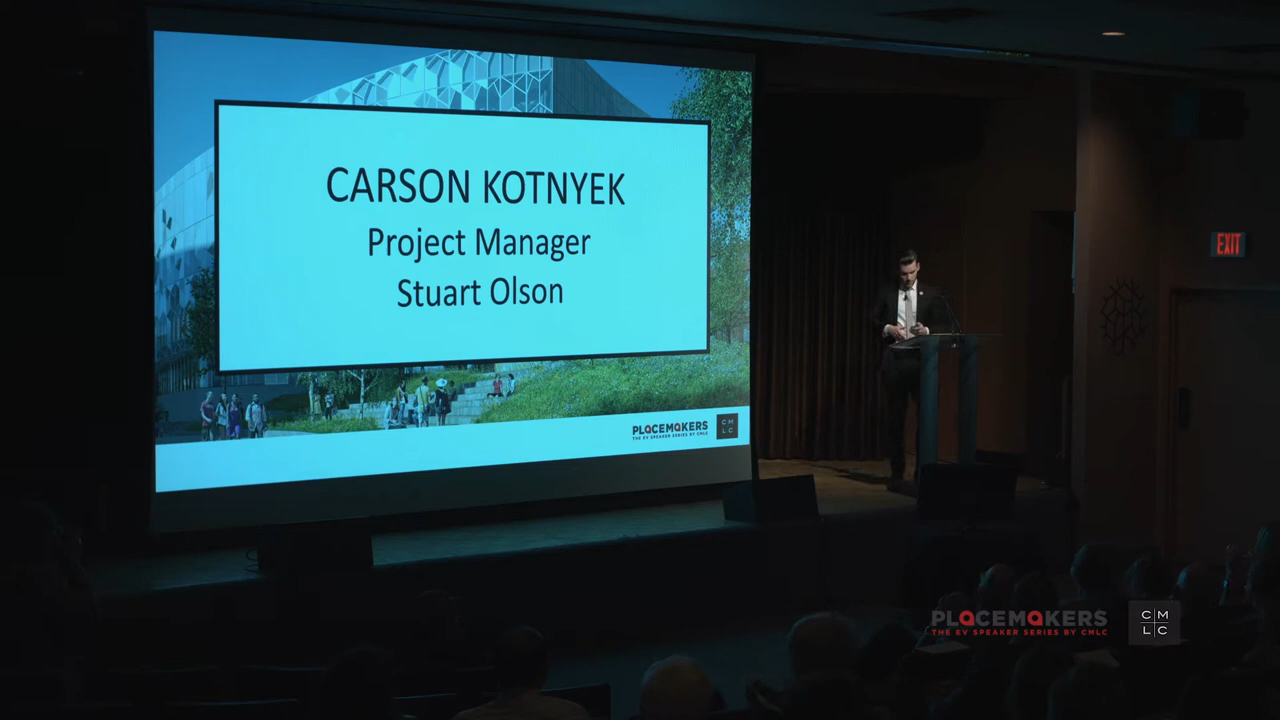 CARSON KOTNYEK
Project Manager
Stuart Olson
PLACEMAKERS
THE EV SPEAKER SERIES BY CMLC
CM
LC
EXIT
PLACEMAKERS
THE EV SPEAKER SERIES BY CMLC
CM
LC